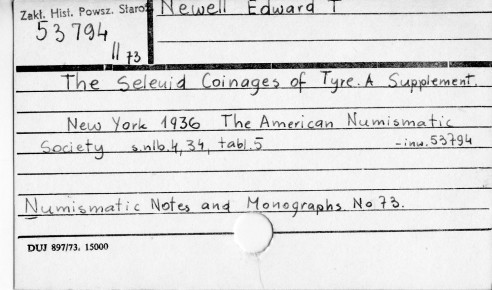 Zakł. Hist. Powsz. Staroż
Newell Edward T
53794
II 73
The Seleuid Coinages of Tyre. A Supplement.
New York 1936 The American Numismatic
Society s.nlb.4, 34, tabl.5 -inw.53794
Numismatic Notes and Monographs No 73.
DUJ 897/73. 15000